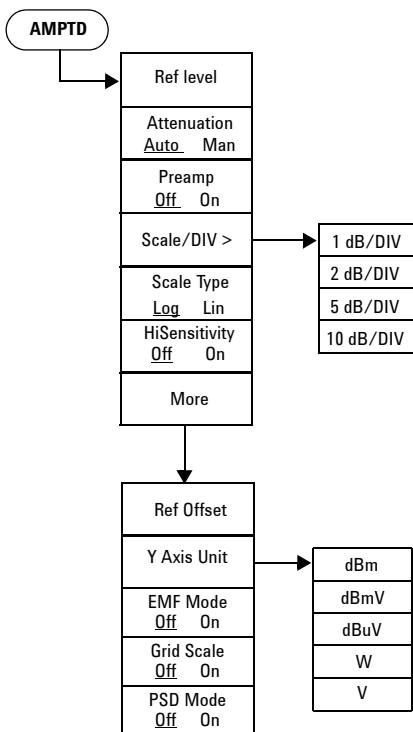 AMPTD
Ref level
Attenuation
Auto Man
Preamp
Off On
Scale/DIV >
1 dB/DIV
2 dB/DIV
5 dB/DIV
10 dB/DIV
Scale Type
Log Lin
HiSensitivity
Off On
More
Ref Offset
Y Axis Unit
dBm
dBmV
dBuV
W
V
EMF Mode
Off On
Grid Scale
Off On
PSD Mode
Off On